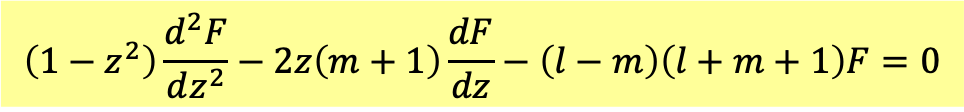 (1 − z²) d²F/dz² − 2z(m + 1) dF/dz − (l − m)(l + m + 1)F = 0